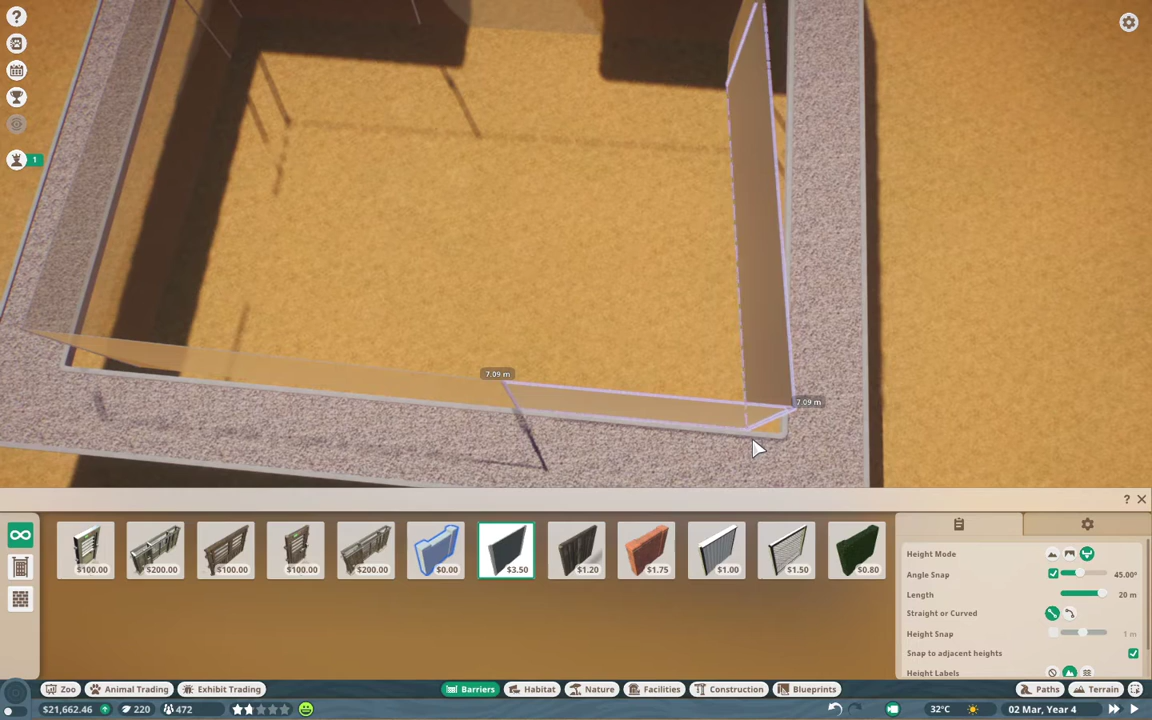 ?
1
7.09 m
7.09 m
?
$100.00
$200.00
$100.00
$100.00
$200.00
$0.00
$3.50
$1.20
$1.75
$1.00
$1.50
$0.80
Height Mode
Angle Snap
45.00°
Length
20 m
Straight or Curved
Height Snap
1 m
Snap to adjacent heights
Height Labels
Zoo
Animal Trading
Exhibit Trading
Barriers
Habitat
Nature
Facilities
Construction
Blueprints
Paths
Terrain
$21,662.46
220
472
32°C
02 Mar, Year 4